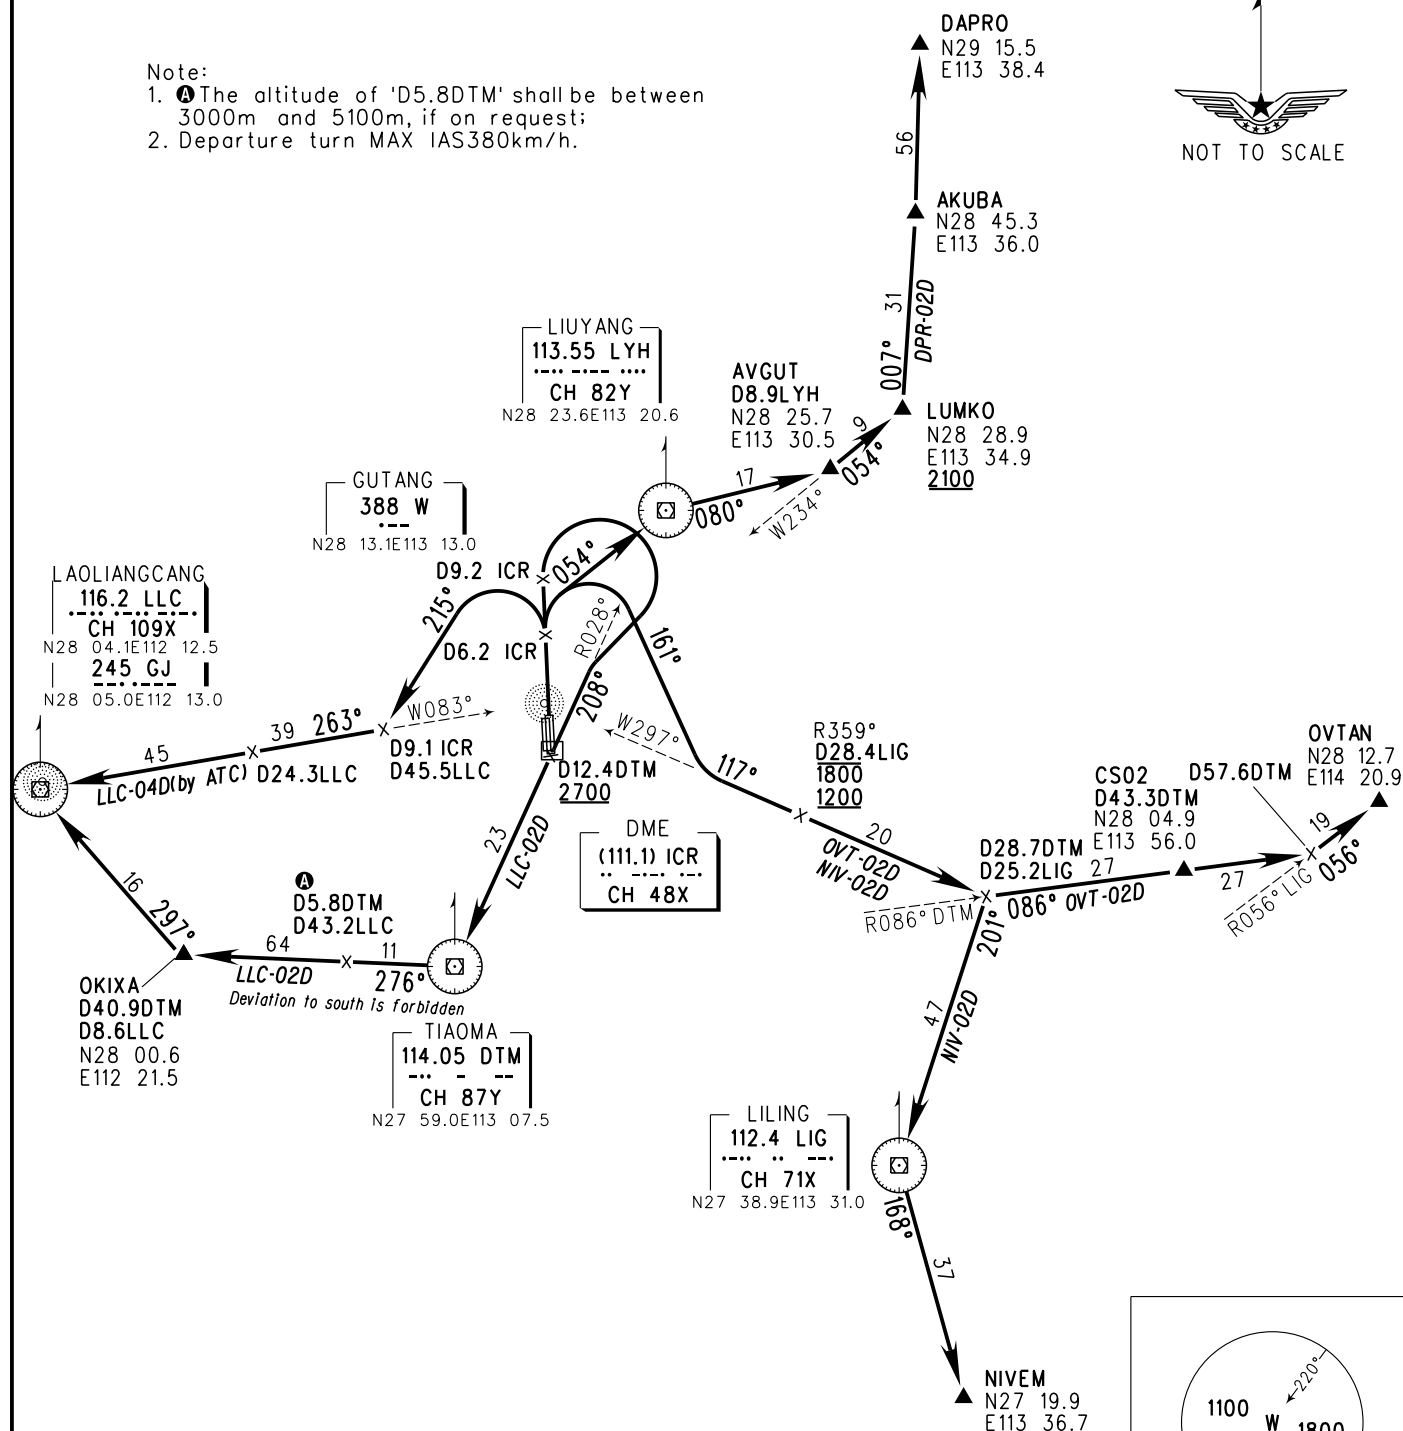 DAPRO
N29 15.5
E113 38.4
Note:
1. A The altitude of 'D5.8DTM' shall be between
3000m and 5100m, if on request;
2. Departure turn MAX IAS380km/h.
NOT TO SCALE
56
AKUBA
N28 45.3
E113 36.0
31
DPR-02D
007°
LIUYANG
113.55 LYH
·-·· -·-- ····
CH 82Y
N28 23.6E113 20.6
AVGUT
D8.9LYH
N28 25.7
E113 30.5
9
054°
LUMKO
N28 28.9
E113 34.9
2100
17
080°
W234°
GUTANG
388 W
·--
N28 13.1E113 13.0
D9.2 ICR
054°
215°
D6.2 ICR
R028°
161°
208°
LAOLIANGCANG
116.2 LLC
·-·· ·-·· -·-·
CH 109X
N28 04.1E112 12.5
245 GJ
--· ·---
N28 05.0E112 13.0
W083°
W297°
45
39
263°
D9.1 ICR
D45.5LLC
LLC-04D(by ATC)
D24.3LLC
D12.4DTM
2700
117°
R359°
D28.4LIG
1800
1200
OVTAN
N28 12.7
E114 20.9
CS02
D43.3DTM
N28 04.9
E113 56.0
D57.6DTM
19
056°
DME
(111.1) ICR
·· -·-· ·-·
CH 48X
23
LLC-02D
20
OVT-02D
NIV-02D
D28.7DTM
D25.2LIG
27
27
R086° DTM
086° OVT-02D
R056° LIG
201°
16
297°
A
D5.8DTM
D43.2LLC
64
11
LLC-02D
276°
Deviation to south is forbidden
OKIXA
D40.9DTM
D8.6LLC
N28 00.6
E112 21.5
TIAOMA
114.05 DTM
-·· - --
CH 87Y
N27 59.0E113 07.5
47
NIV-02D
LILING
112.4 LIG
·-·· ·· --·
CH 71X
N27 38.9E113 31.0
168°
37
NIVEM
N27 19.9
E113 36.7
220°
1100
W
1800